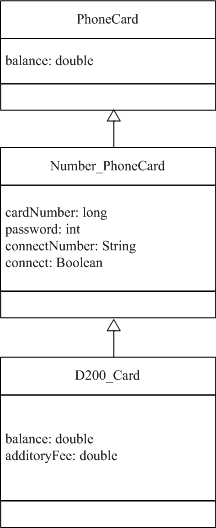 PhoneCard
balance: double
Number_PhoneCard
cardNumber: long
password: int
connectNumber: String
connect: Boolean
D200_Card
balance: double
additoryFee: double